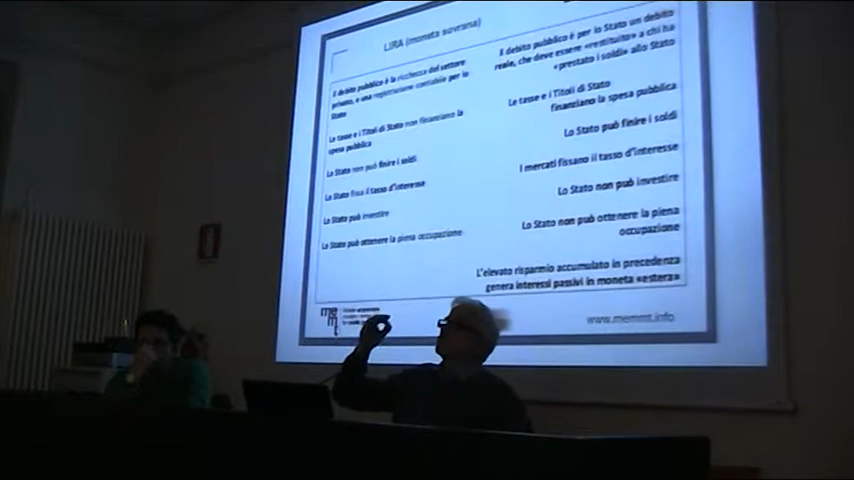 LIRA (moneta sovrana)
Il debito pubblico è la ricchezza del settore
privato, e una registrazione contabile per lo
Stato
Le tasse e i Titoli di Stato non finanziano la
spesa pubblica
Lo Stato non può finire i soldi
Lo Stato fissa il tasso d'interesse
Lo Stato può investire
Lo Stato può ottenere la piena occupazione
Il debito pubblico è per lo Stato un debito
reale, che deve essere «restituito» a chi ha
«prestato i soldi» allo Stato
Le tasse e i Titoli di Stato
finanziano la spesa pubblica
Lo Stato può finire i soldi
I mercati fissano il tasso d'interesse
Lo Stato non può investire
Lo Stato non può ottenere la piena
occupazione
L'elevato risparmio accumulato in precedenza
genera interessi passivi in moneta «estera»
me
mmt
www.memmt.info